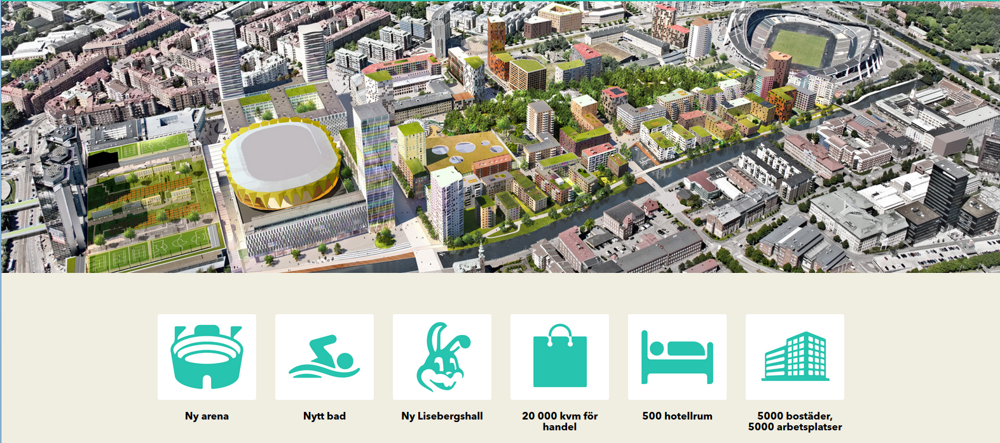 Ny arena
Nytt bad
Ny Lisebergshall
20 000 kvm för
handel
500 hotellrum
5000 bostäder,
5000 arbetsplatser